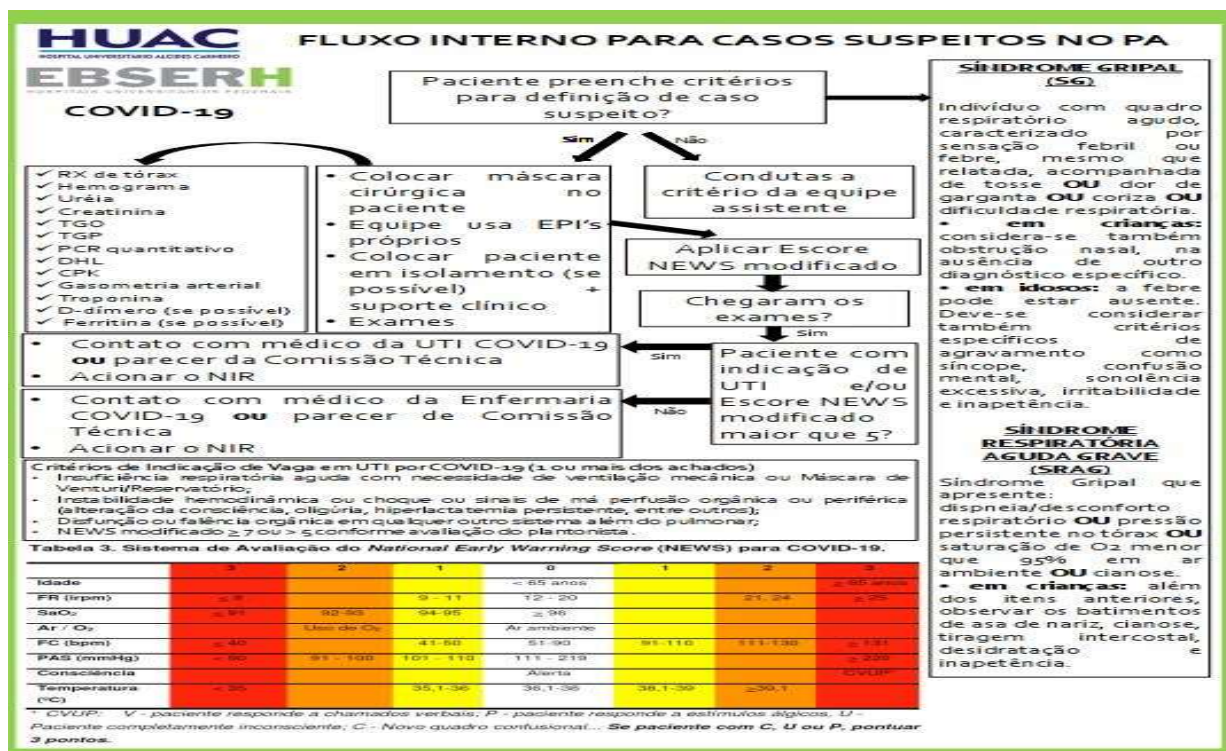 HUAC
HOSPITAL UNIVERSITÁRIO ALCIDES CARNEIRO
EBSERH
HOSPITAIS UNIVERSITÁRIOS FEDERAIS
COVID-19
FLUXO INTERNO PARA CASOS SUSPEITOS NO PA
Paciente preenche critérios
para definição de caso
suspeito?
Sim
Não
✓ RX de tórax
✓ Hemograma
✓ Uréia
✓ Creatinina
✓ TGO
✓ TGP
✓ PCR quantitativo
✓ DHL
✓ CPK
✓ Gasometria arterial
✓ Troponina
✓ D-dímero (se possível)
✓ Ferritina (se possível)
• Colocar máscara
cirúrgica no
paciente
• Equipe usa EPI's
próprios
• Colocar paciente
em isolamento (se
possível) +
suporte clínico
• Exames
Condutas a
critério da equipe
assistente
Aplicar Escore
NEWS modificado
Chegaram os
exames?
Sim
Paciente com
indicação de
UTI e/ou
Escore NEWS
modificado
maior que 5?
Sim
• Contato com médico da UTI COVID-19
ou parecer da Comissão Técnica
• Acionar o NIR
Não
• Contato com médico da Enfermaria
COVID-19 ou parecer de Comissão
Técnica
• Acionar o NIR
Critérios de Indicação de Vaga em UTI por COVID-19 (1 ou mais dos achados)
- Insuficiência respiratória aguda com necessidade de ventilação mecânica ou Máscara de
Venturi/Reservatório;
- Instabilidade hemodinâmica ou choque ou sinais de má perfusão orgânica ou periférica
(alteração da consciência, oligúria, hiperlactatemia persistente, entre outros);
- Disfunção ou falência orgânica em qualquer outro sistema além do pulmonar;
- NEWS modificado ≥ 7 ou > 5 conforme avaliação do plantonista.
Tabela 3. Sistema de Avaliação do National Early Warning Score (NEWS) para COVID-19.
3 2 1 0 1 2 3
Idade < 65 anos ≥ 65 anos
FR (irpm) ≤ 8 9 - 11 12 - 20 21, 24 ≥ 25
SaO₂ ≤ 91 92-93 94-95 ≥ 96
Ar / O₂ Uso de O₂ Ar ambiente
FC (bpm) ≤ 40 41-50 51-90 91-110 111-130 ≥ 131
PAS (mmHg) 91 - 100 101 - 110 111 - 219
Consciência Alerta CVUP*
Temperatura 35,1-36 38,1-39 ≥39,1
(ºC)
* CVUP: V - paciente responde a chamados verbais; P - paciente responde a estímulos álgicos, U -
Paciente completamente inconsciente; C - Novo quadro confusional... Se paciente com C, U ou P, pontuar
3 pontos.
SÍNDROME GRIPAL
(SG)
Indivíduo com quadro
respiratório agudo,
caracterizado por
sensação febril ou
febre, mesmo que
relatada, acompanhada
de tosse OU dor de
garganta OU coriza OU
dificuldade respiratória.
• em crianças:
considera-se também
obstrução nasal, na
ausência de outro
diagnóstico específico.
• em idosos: a febre
pode estar ausente.
Deve-se considerar
também critérios
específicos de
agravamento como
síncope, confusão
mental, sonolência
excessiva, irritabilidade
e inapetência.
SÍNDROME
RESPIRATÓRIA
AGUDA GRAVE
(SRAG)
Síndrome Gripal que
apresente:
dispneia/desconforto
respiratório OU pressão
persistente no tórax OU
saturação de O2 menor
que 95% em ar
ambiente OU cianose.
• em crianças: além
dos itens anteriores,
observar os batimentos
de asa de nariz, cianose,
tiragem intercostal,
desidratação e
inapetência.